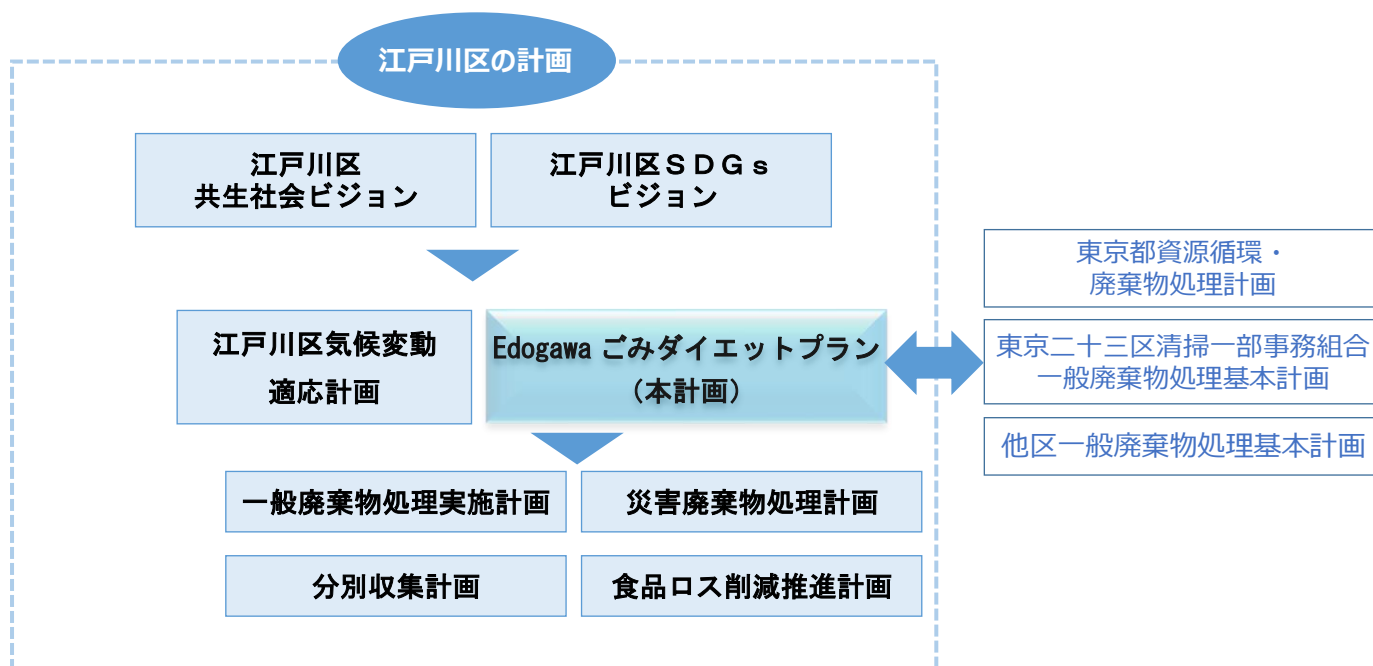 江戸川区の計画
江戸川区
共生社会ビジョン
江戸川区ＳＤＧｓ
ビジョン
江戸川区気候変動
適応計画
Edogawa ごみダイエットプラン
（本計画）
東京都資源循環・
廃棄物処理計画
東京二十三区清掃一部事務組合
一般廃棄物処理基本計画
他区一般廃棄物処理基本計画
一般廃棄物処理実施計画
災害廃棄物処理計画
分別収集計画
食品ロス削減推進計画